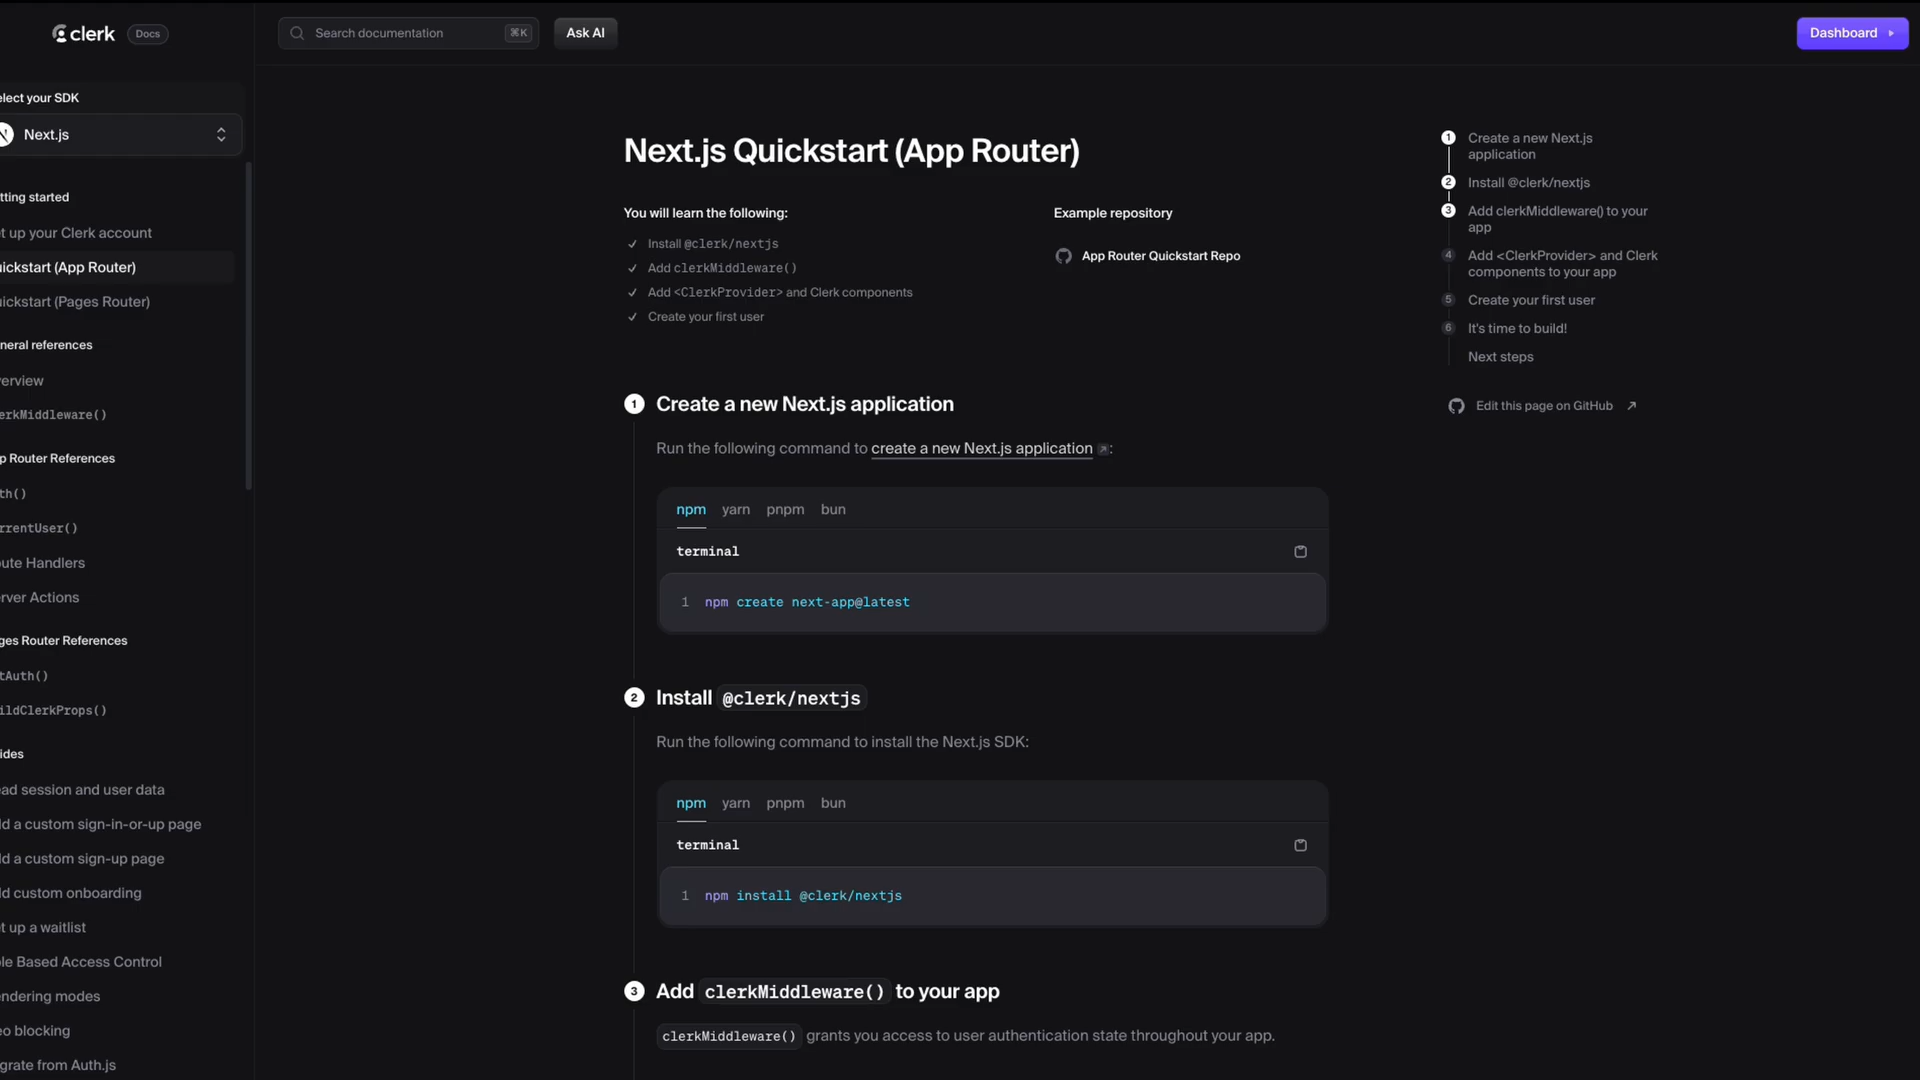 clerk Docs
Search documentation ⌘K
Ask AI
Dashboard
elect your SDK
Next.js
tting started
t up your Clerk account
uickstart (App Router)
uickstart (Pages Router)
neral references
verview
erkMiddleware()
p Router References
th()
rrentUser()
ute Handlers
rver Actions
ges Router References
tAuth()
ildClerkProps()
ides
ad session and user data
ld a custom sign-in-or-up page
ld a custom sign-up page
ld custom onboarding
t up a waitlist
le Based Access Control
ndering modes
eo blocking
grate from Auth.js
Next.js Quickstart (App Router)
You will learn the following:
Install @clerk/nextjs
Add clerkMiddleware()
Add <ClerkProvider> and Clerk components
Create your first user
Example repository
App Router Quickstart Repo
1 Create a new Next.js application
Run the following command to create a new Next.js application :
npm yarn pnpm bun
terminal
1 npm create next-app@latest
2 Install @clerk/nextjs
Run the following command to install the Next.js SDK:
npm yarn pnpm bun
terminal
1 npm install @clerk/nextjs
3 Add clerkMiddleware() to your app
clerkMiddleware() grants you access to user authentication state throughout your app.
1 Create a new Next.js
application
2 Install @clerk/nextjs
3 Add clerkMiddleware() to your
app
4 Add <ClerkProvider> and Clerk
components to your app
5 Create your first user
6 It's time to build!
Next steps
Edit this page on GitHub